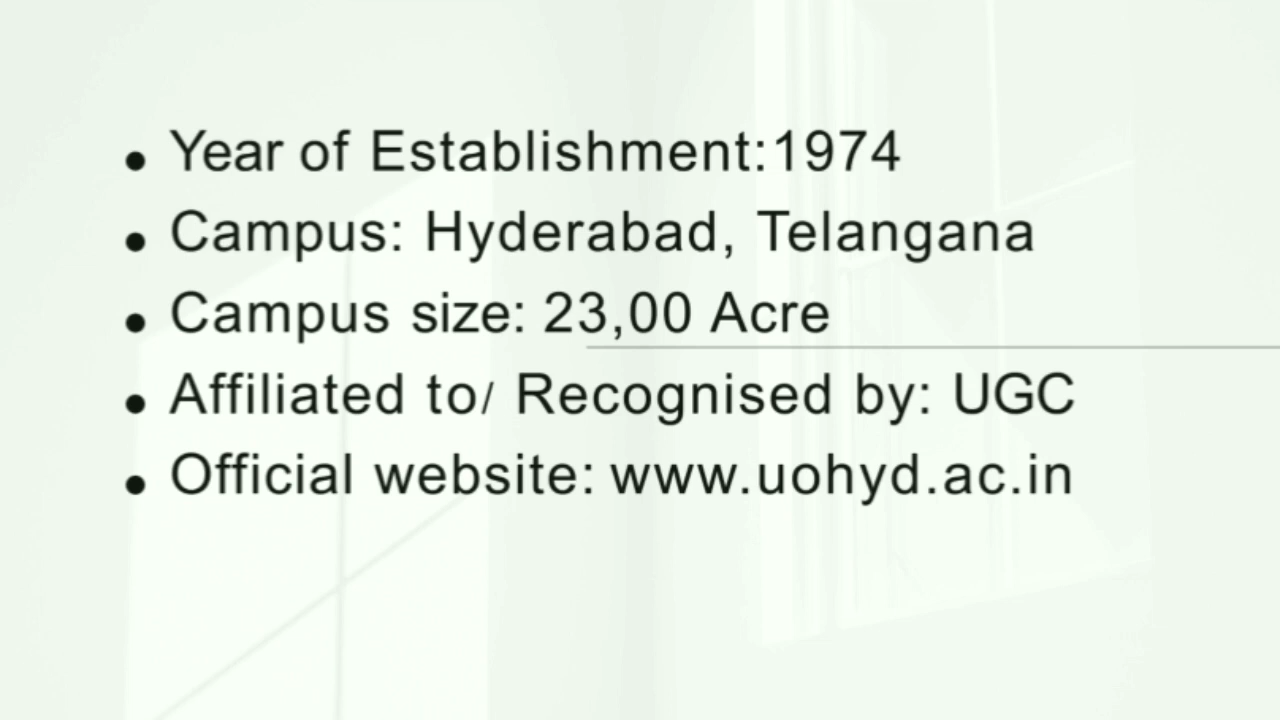 • Year of Establishment:1974
• Campus: Hyderabad, Telangana
• Campus size: 23,00 Acre
• Affiliated to/ Recognised by: UGC
• Official website: www.uohyd.ac.in